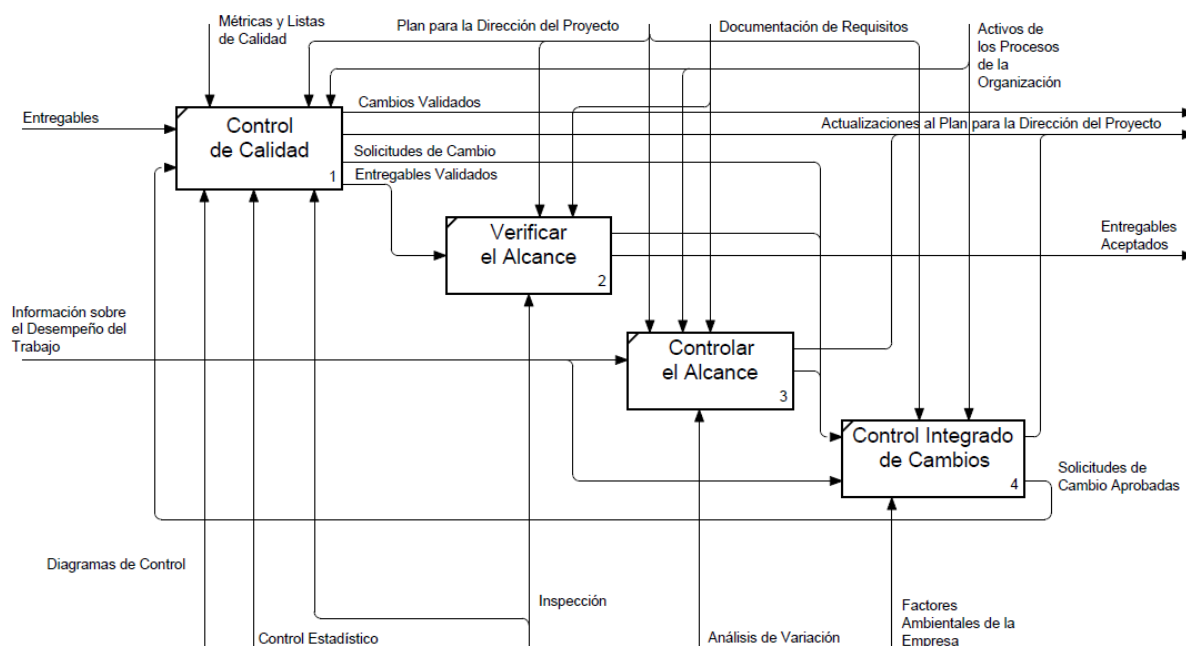 Métricas y Listas
de Calidad
Plan para la Dirección del Proyecto
Documentación de Requisitos
Activos de
los Procesos
de la
Organización
Entregables
Control
de Calidad
1
Cambios Validados
Actualizaciones al Plan para la Dirección del Proyecto
Solicitudes de Cambio
Entregables Validados
Verificar
el Alcance
2
Entregables
Aceptados
Información sobre
el Desempeño del
Trabajo
Controlar
el Alcance
3
Control Integrado
de Cambios
4
Solicitudes de
Cambio Aprobadas
Diagramas de Control
Control Estadístico
Inspección
Análisis de Variación
Factores
Ambientales de la
Empresa